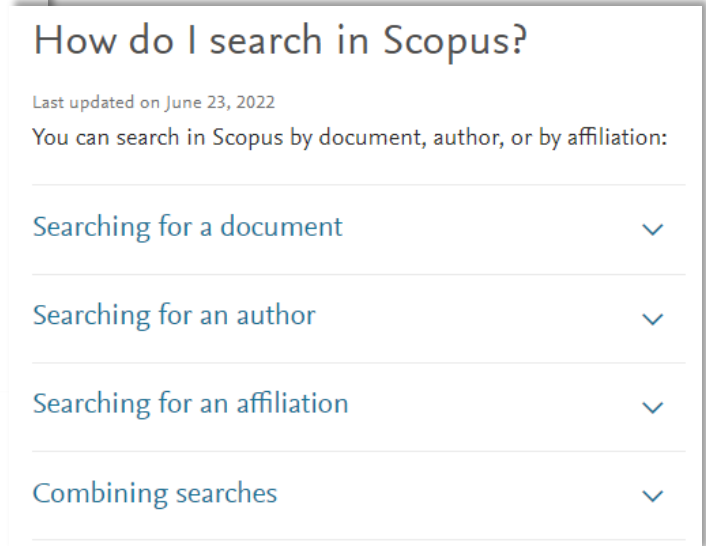 How do I search in Scopus?
Last updated on June 23, 2022
You can search in Scopus by document, author, or by affiliation:
Searching for a document
Searching for an author
Searching for an affiliation
Combining searches